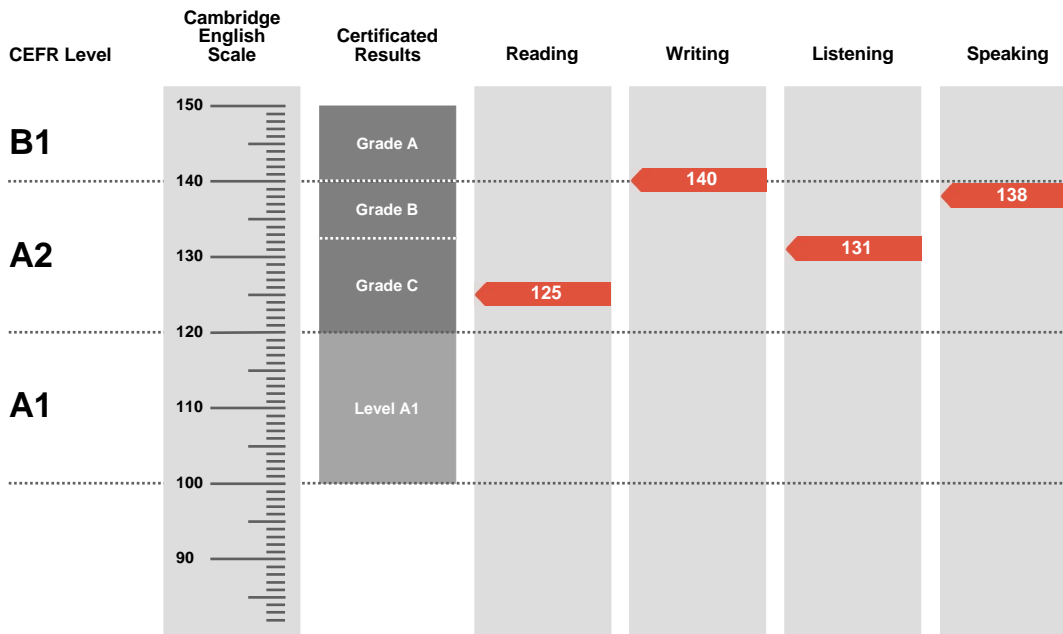 CEFR Level
Cambridge
English
Scale
Certificated
Results
Reading
Writing
Listening
Speaking
150
B1
Grade A
140
140
138
Grade B
A2
130
131
Grade C
125
120
A1
110
Level A1
100
90